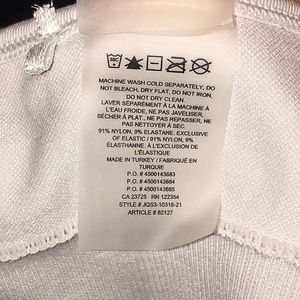 MACHINE WASH COLD SEPARATELY, DO
NOT BLEACH, DRY FLAT, DO NOT IRON,
DO NOT DRY CLEAN.
LAVER SÉPARÉMENT À LA MACHINE À
L'EAU FROIDE, NE PAS JAVELISER,
SÉCHER À PLAT., NE PAS REPASSER, NE
PAS NETTOYER À SEC.
91% NYLON, 9% ELASTANE. EXCLUSIVE
OF ELASTIC / 91% NYLON, 9%
ÉLASTHANNE. À L'EXCLUSION DE
L'ÉLASTIQUE
MADE IN TURKEY / FABRIQUÉ EN
TURQUIE
P.O. # 4500143683
P.O. # 4500143684
P.O. # 4500143685
CA 23725 RN 122354
STYLE # JQS3-10318-21
ARTICLE # 82127